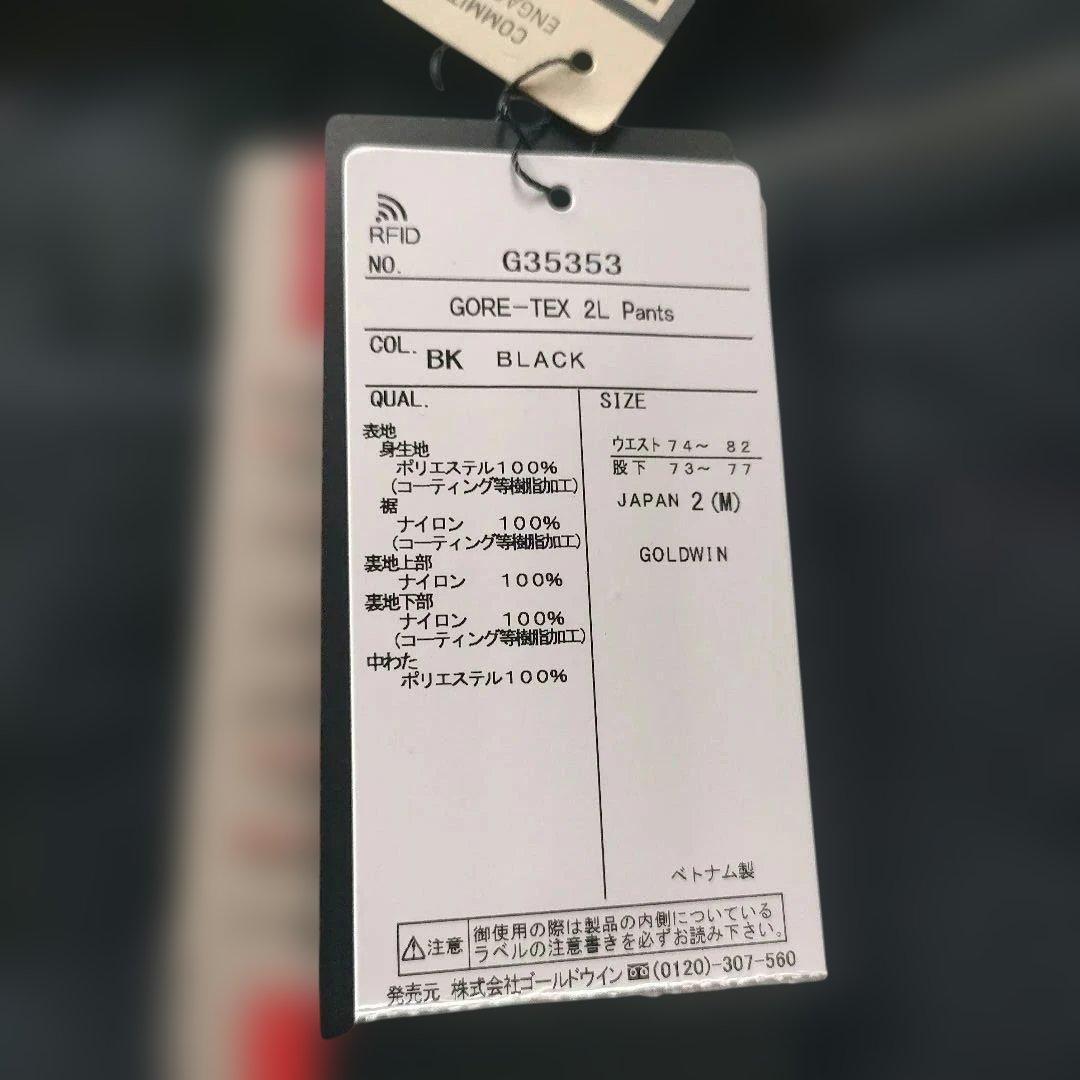 COMMIT
ENGA
RFID
NO. G35353
GORE-TEX 2L Pants
COL. BK BLACK
QUAL.
表地
身生地
ポリエステル100%
(コーティング等樹脂加工)
裾
ナイロン 100%
(コーティング等樹脂加工)
裏地上部
ナイロン 100%
裏地下部
ナイロン 100%
(コーティング等樹脂加工)
中わた
ポリエステル100%
SIZE
ウエスト 74~ 82
股下 73~ 77
JAPAN 2 (M)
GOLDWIN
ベトナム製
注意
御使用の際は製品の内側についている
ラベルの注意書きを必ずお読み下さい。
発売元 株式会社ゴールドウイン (0120)-307-560